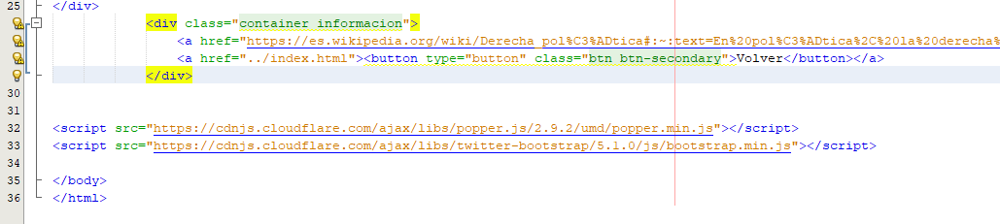 25 </div>
<div class="container informacion">
<a href="https://es.wikipedia.org/wiki/Derecha_pol%C3%ADtica#:~:text=En%20pol%C3%ADtica%2C%20la%20derecha%
<a href="../index.html"><button type="button" class="btn btn-secondary">Volver</button></a>
</div>
30
31
32 <script src="https://cdnjs.cloudflare.com/ajax/libs/popper.js/2.9.2/umd/popper.min.js"></script>
33 <script src="https://cdnjs.cloudflare.com/ajax/libs/twitter-bootstrap/5.1.0/js/bootstrap.min.js"></script>
34
35 </body>
36 </html>